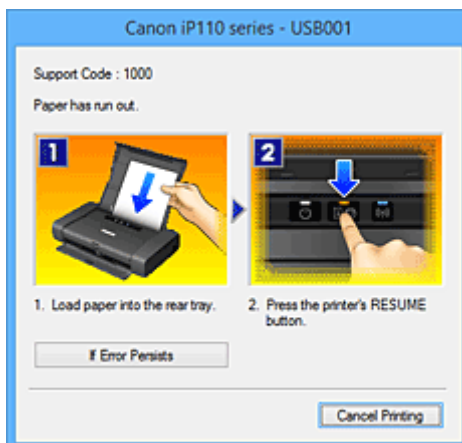 Canon iP110 series - USB001
Support Code : 1000
Paper has run out.
1
2
1. Load paper into the rear tray.
2. Press the printer's RESUME
button.
If Error Persists
Cancel Printing